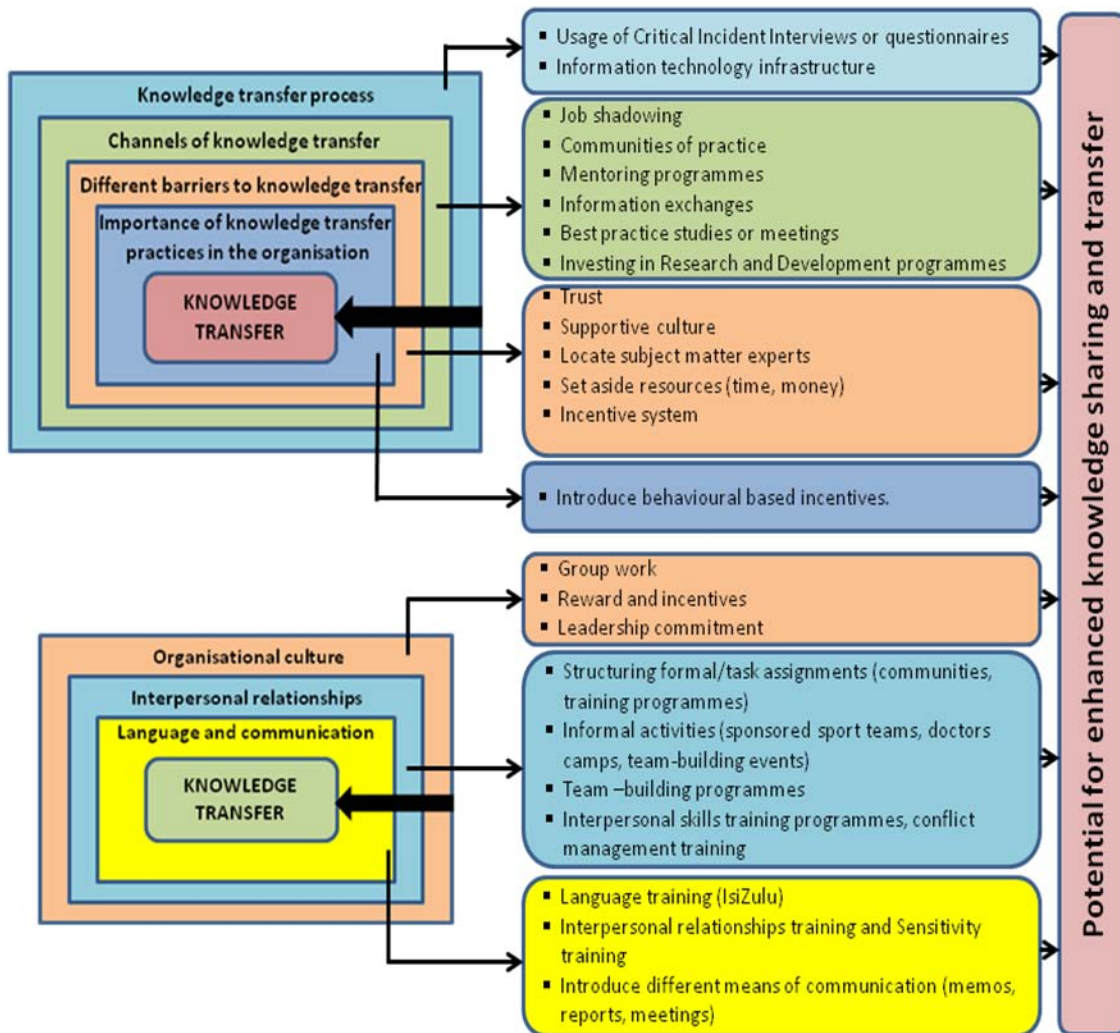 Knowledge transfer process
Channels of knowledge transfer
Different barriers to knowledge transfer
Importance of knowledge transfer
practices in the organisation
KNOWLEDGE
TRANSFER
▪ Usage of Critical Incident Interviews or questionnaires
▪ Information technology infrastructure
▪ Job shadowing
▪ Communities of practice
▪ Mentoring programmes
▪ Information exchanges
▪ Best practice studies or meetings
▪ Investing in Research and Development programmes
▪ Trust
▪ Supportive culture
▪ Locate subject matter experts
▪ Set aside resources (time, money)
▪ Incentive system
▪ Introduce behavioural based incentives.
Organisational culture
Interpersonal relationships
Language and communication
KNOWLEDGE
TRANSFER
▪ Group work
▪ Reward and incentives
▪ Leadership commitment
▪ Structuring formal/task assignments (communities,
training programmes)
▪ Informal activities (sponsored sport teams, doctors
camps, team-building events)
▪ Team –building programmes
▪ Interpersonal skills training programmes, conflict
management training
▪ Language training (IsiZulu)
▪ Interpersonal relationships training and Sensitivity
training
▪ Introduce different means of communication (memos,
reports, meetings)
Potential for enhanced knowledge sharing and transfer